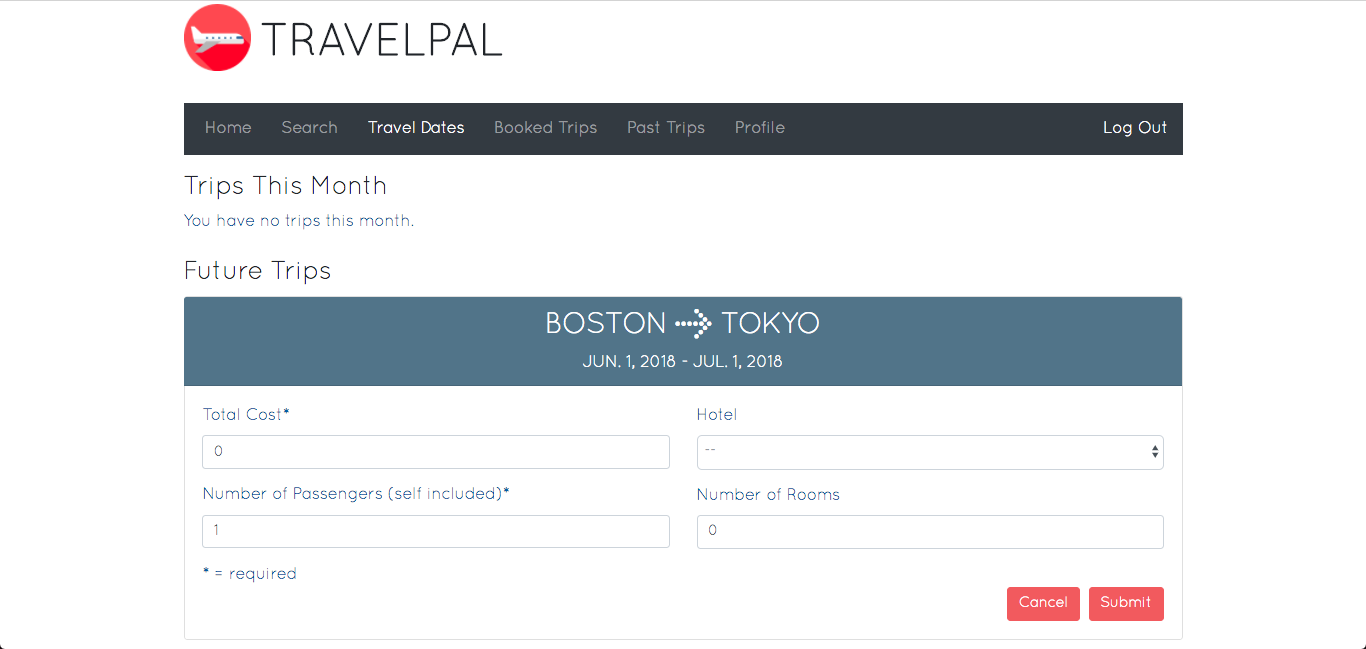 TRAVELPAL
Home Search Travel Dates Booked Trips Past Trips Profile Log Out
Trips This Month
You have no trips this month.
Future Trips
BOSTON TOKYO
JUN. 1, 2018 - JUL. 1, 2018
Total Cost* Hotel
0 --
Number of Passengers (self included)* Number of Rooms
1 0
* = required
Cancel Submit